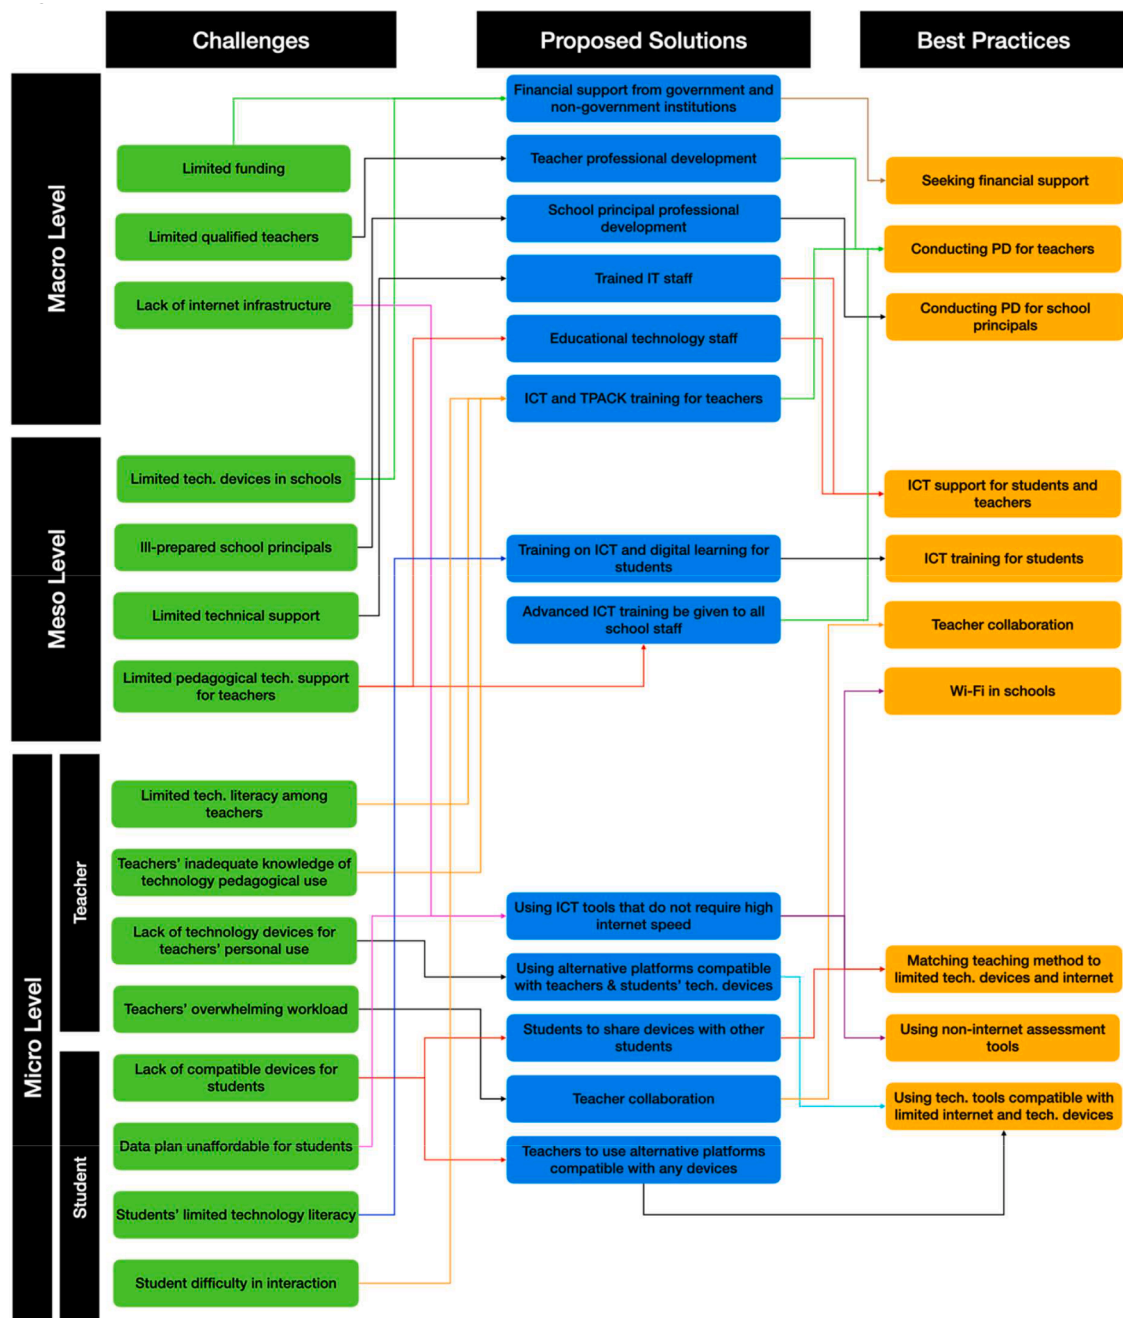 Challenges
Proposed Solutions
Best Practices
Macro Level
Limited funding
Limited qualified teachers
Lack of internet infrastructure
Financial support from government and
non-government institutions
Teacher professional development
School principal professional
development
Trained IT staff
Educational technology staff
ICT and TPACK training for teachers
Seeking financial support
Conducting PD for teachers
Conducting PD for school
principals
Meso Level
Limited tech. devices in schools
Ill-prepared school principals
Limited technical support
Limited pedagogical tech. support
for teachers
Training on ICT and digital learning for
students
Advanced ICT training be given to all
school staff
ICT support for students and
teachers
ICT training for students
Teacher collaboration
Wi-Fi in schools
Micro Level
Teacher
Limited tech. literacy among
teachers
Teachers' inadequate knowledge of
technology pedagogical use
Lack of technology devices for
teachers' personal use
Teachers' overwhelming workload
Student
Lack of compatible devices for
students
Data plan unaffordable for students
Students' limited technology literacy
Student difficulty in interaction
Using ICT tools that do not require high
internet speed
Using alternative platforms compatible
with teachers & students' tech. devices
Students to share devices with other
students
Teacher collaboration
Teachers to use alternative platforms
compatible with any devices
Matching teaching method to
limited tech. devices and internet
Using non-internet assessment
tools
Using tech. tools compatible with
limited internet and tech. devices